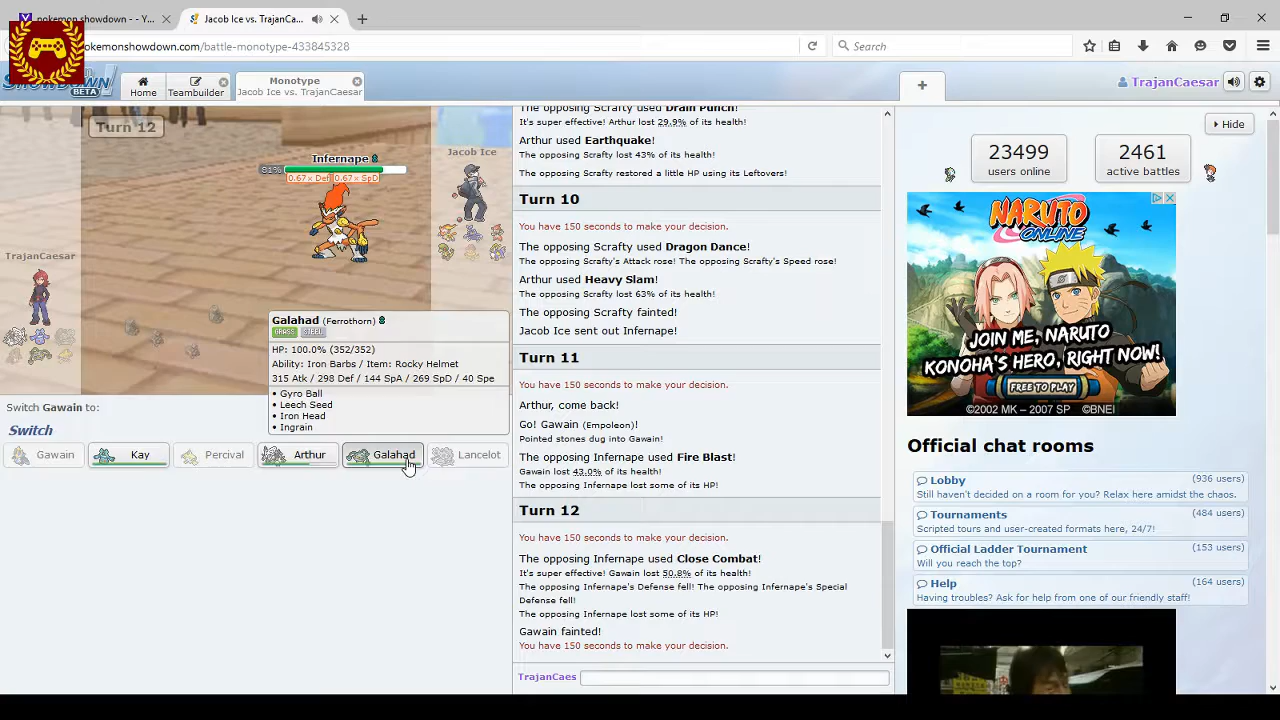 pokemon showdown - - Y...
Jacob Ice vs. TrajanCa...
okemonshowdown.com/battle-monotype-433845328
Search
SHOWDOWN
BETA
Home
Teambuilder
Monotype
Jacob Ice vs. TrajanCaesar
TrajanCaesar
Turn 12
Infernape
81%
0.67× Def 0.67× SpD
Jacob Ice
TrajanCaesar
Galahad (Ferrothorn)
GRASS STEEL
HP: 100.0% (352/352)
Ability: Iron Barbs / Item: Rocky Helmet
315 Atk / 298 Def / 144 SpA / 269 SpD / 40 Spe
• Gyro Ball
• Leech Seed
• Iron Head
• Ingrain
Switch Gawain to:
Switch
Gawain
Kay
Percival
Arthur
Galahad
Lancelot
The opposing Scrafty used Drain Punch!
It's super effective! Arthur lost 29.9% of its health!
Arthur used Earthquake!
The opposing Scrafty lost 43% of its health!
The opposing Scrafty restored a little HP using its Leftovers!
Turn 10
You have 150 seconds to make your decision.
The opposing Scrafty used Dragon Dance!
The opposing Scrafty's Attack rose! The opposing Scrafty's Speed rose!
Arthur used Heavy Slam!
The opposing Scrafty lost 63% of its health!
The opposing Scrafty fainted!
Jacob Ice sent out Infernape!
Turn 11
You have 150 seconds to make your decision.
Arthur, come back!
Go! Gawain (Empoleon)!
Pointed stones dug into Gawain!
The opposing Infernape used Fire Blast!
Gawain lost 43.0% of its health!
The opposing Infernape lost some of its HP!
Turn 12
You have 150 seconds to make your decision.
The opposing Infernape used Close Combat!
It's super effective! Gawain lost 50.8% of its health!
The opposing Infernape's Defense fell! The opposing Infernape's Special
Defense fell!
The opposing Infernape lost some of its HP!
Gawain fainted!
You have 150 seconds to make your decision.
TrajanCaes
Hide
23499
users online
2461
active battles
NARUTO
ONLINE
JOIN ME, NARUTO
KONOHA'S HERO, RIGHT NOW!
FREE TO PLAY
©2002 MK – 2007 SP ©BNEI
Official chat rooms
Lobby
(936 users)
Still haven't decided on a room for you? Relax here amidst the chaos.
Tournaments
(484 users)
Scripted tours and user-created formats here, 24/7!
Official Ladder Tournament
(153 users)
Will you reach the top?
Help
(164 users)
Having troubles? Ask for help from one of our friendly staff!